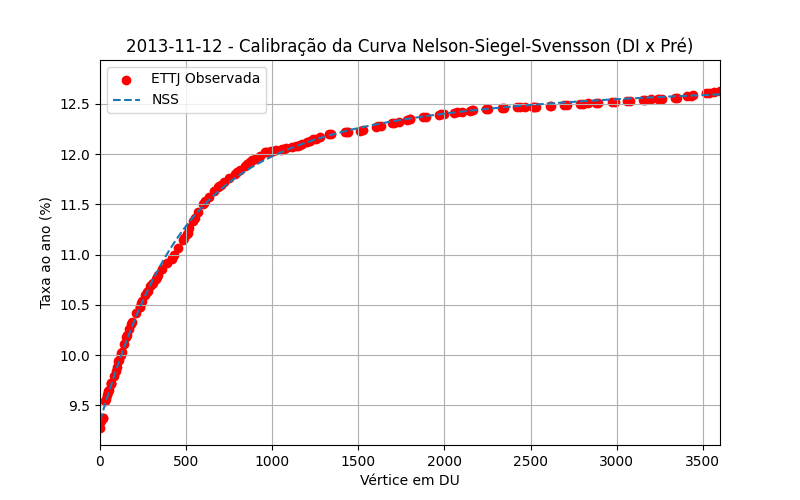 2013-11-12 - Calibração da Curva Nelson-Siegel-Svensson (DI x Pré)
ETTJ Observada
NSS
Taxa ao ano (%)
12.5
12.0
11.5
11.0
10.5
10.0
9.5
0 500 1000 1500 2000 2500 3000 3500
Vértice em DU